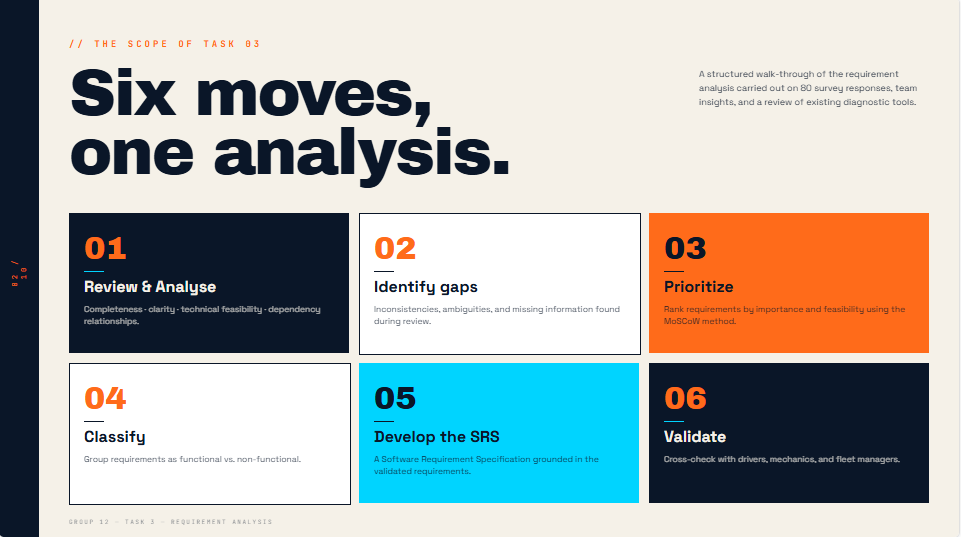 // THE SCOPE OF TASK 03
Six moves,
one analysis.
A structured walk-through of the requirement
analysis carried out on 80 survey responses, team
insights, and a review of existing diagnostic tools.
02 /
10
01
Review & Analyse
Completeness · clarity · technical feasibility · dependency
relationships.
02
Identify gaps
Inconsistencies, ambiguities, and missing information found
during review.
03
Prioritize
Rank requirements by importance and feasibility using the
MoSCoW method.
04
Classify
Group requirements as functional vs. non-functional.
05
Develop the SRS
A Software Requirement Specification grounded in the
validated requirements.
06
Validate
Cross-check with drivers, mechanics, and fleet managers.
GROUP 12 · TASK 3 · REQUIREMENT ANALYSIS